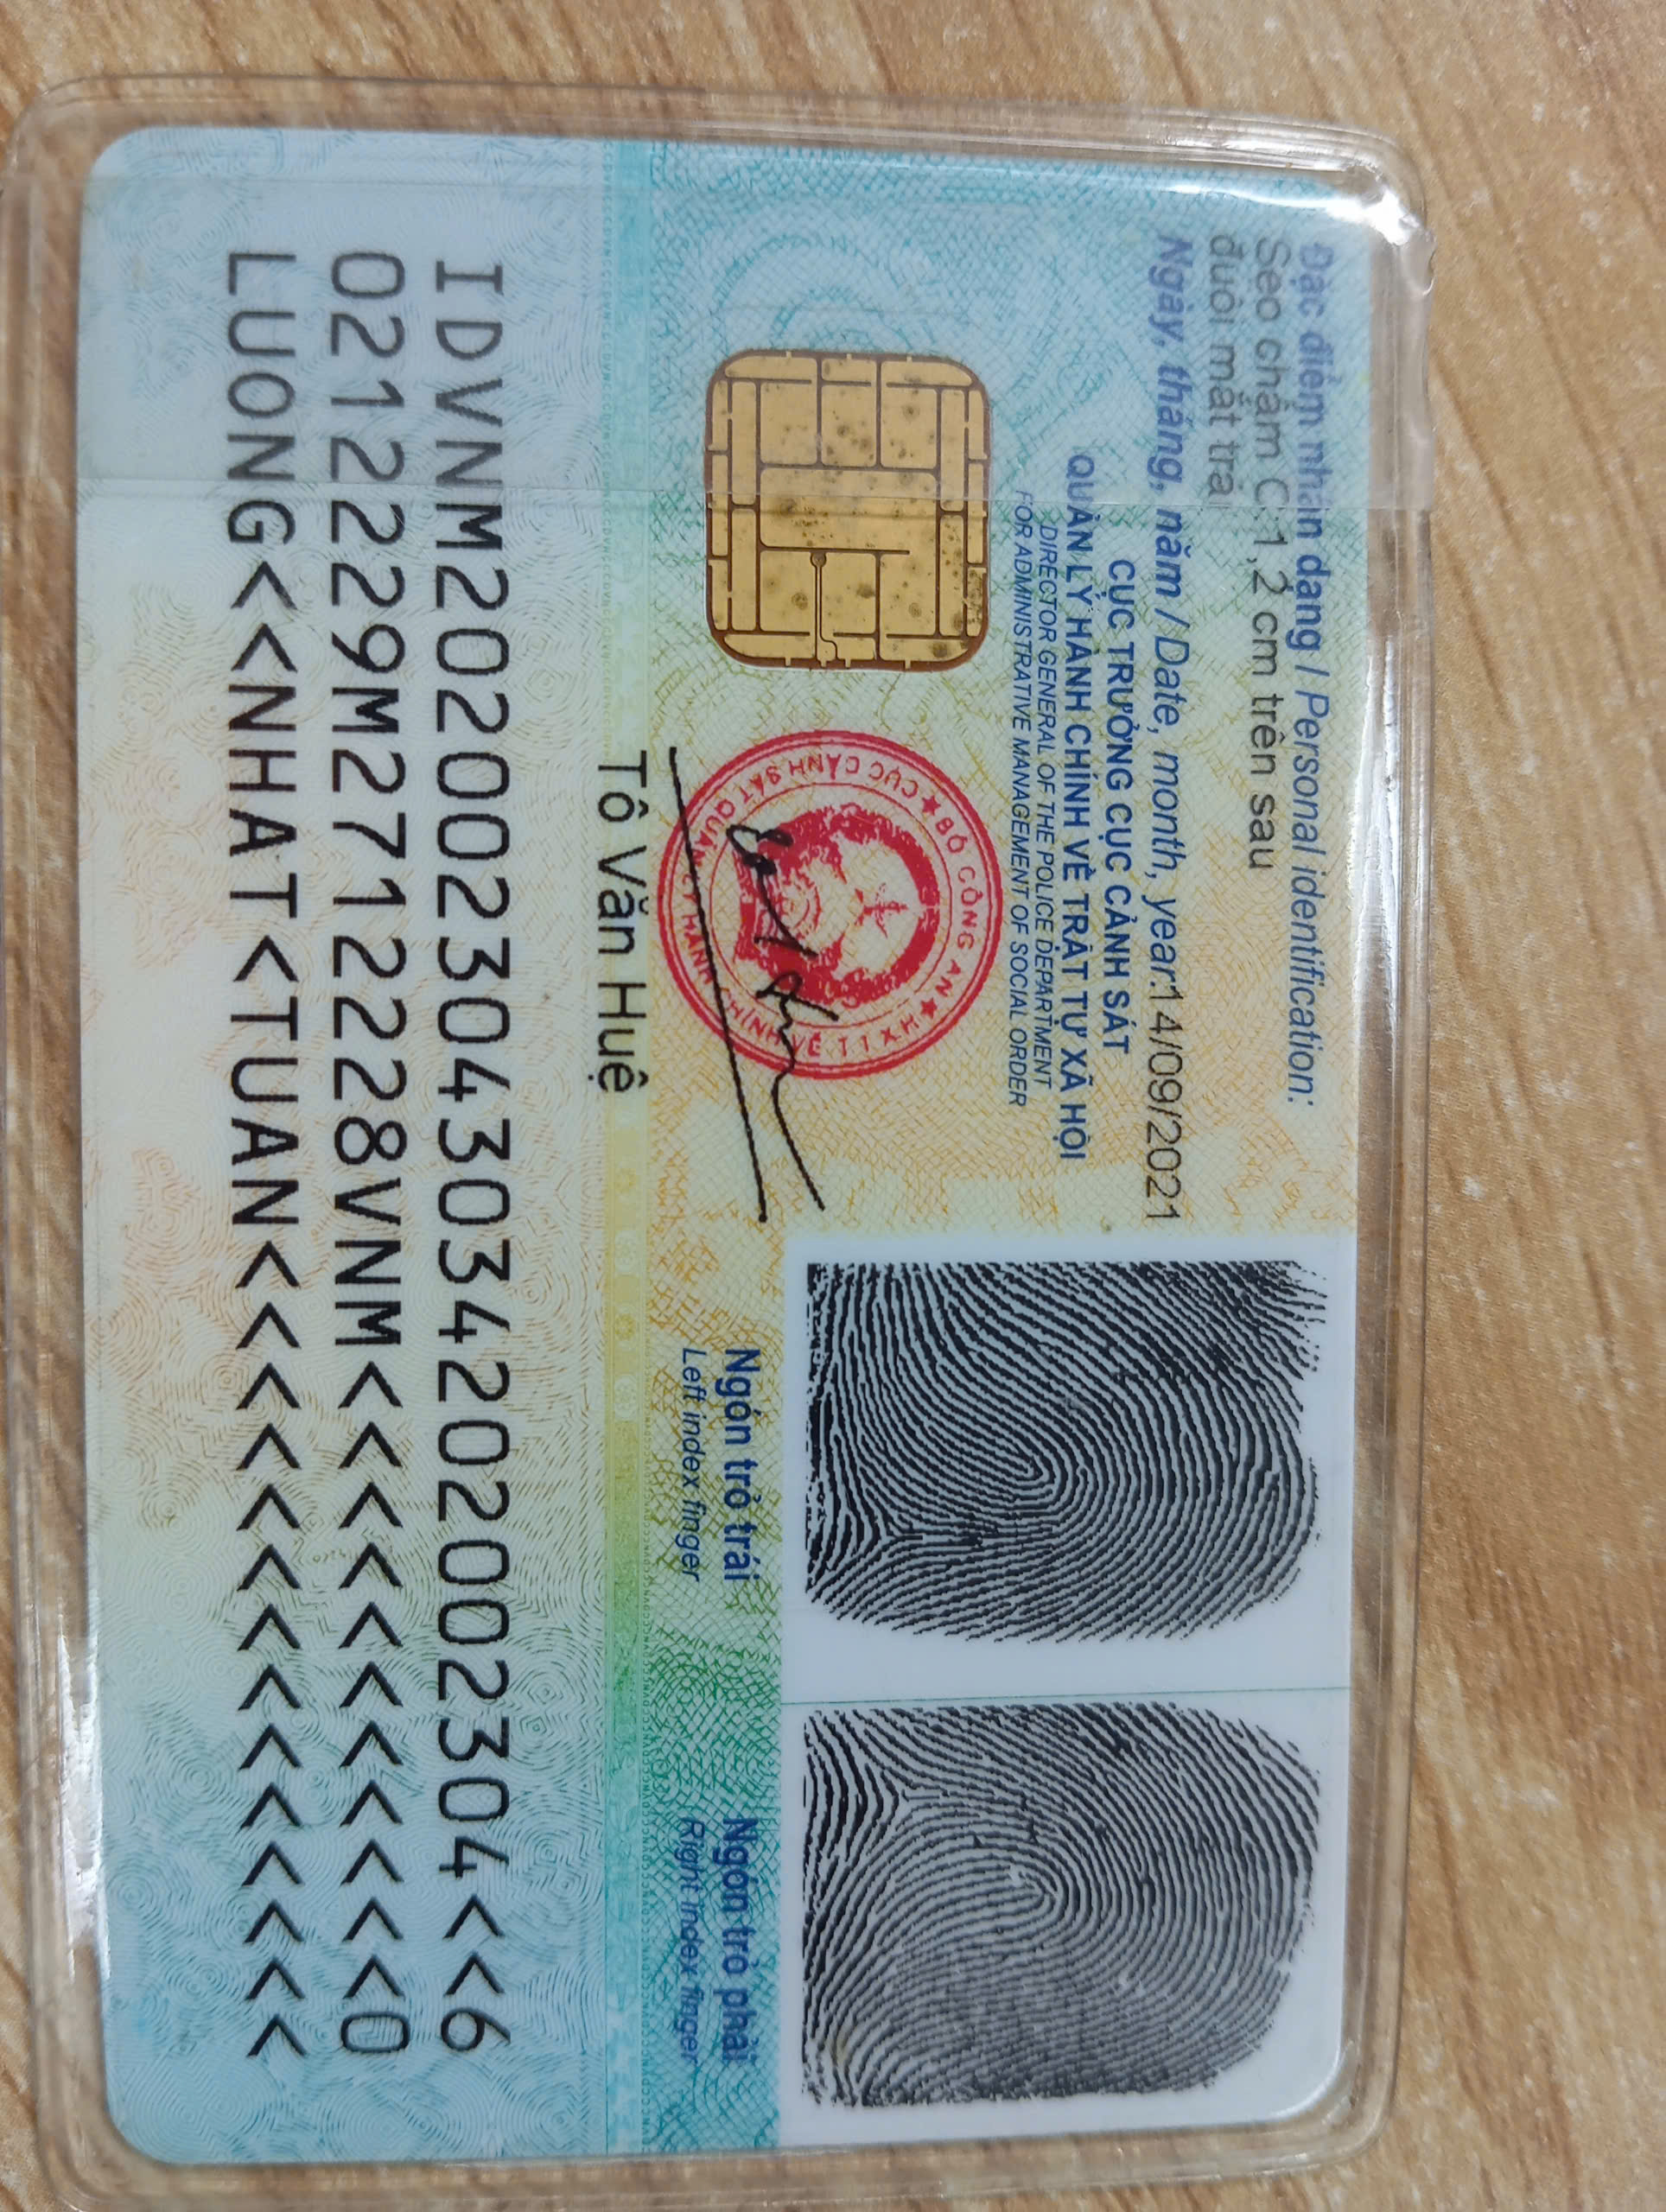 Đặc điểm nhân dạng / Personal identification:
Sẹo chấm C: 1,2 cm trên sau
đuôi mắt trái
Ngày, tháng, năm / Date, month, year:14/09/2021
CỤC TRƯỞNG CỤC CẢNH SÁT
QUẢN LÝ HÀNH CHÍNH VỀ TRẬT TỰ XÃ HỘI
DIRECTOR GENERAL OF THE POLICE DEPARTMENT
FOR ADMINISTRATIVE MANAGEMENT OF SOCIAL ORDER
BỘ CÔNG AN
CỤC CẢNH SÁT QUẢN LÝ HÀNH CHÍNH VỀ TTXH
Tô Văn Huệ
Ngón trỏ trái
Left index finger
Ngón trỏ phải
Right index finger
IDVNM2020023043034202002304<<6
0212229M2712228VNM<<<<<<<<<<<0
LUONG<<NHAT<TUAN<<<<<<<<<<<<<<